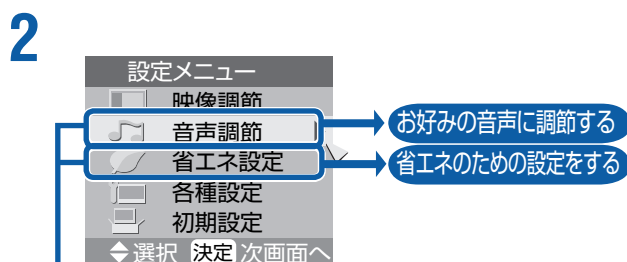 2
設定メニュー
映像調節
音声調節
お好みの音声に調節する
省エネ設定
省エネのための設定をする
各種設定
初期設定
選択 決定 次画面へ